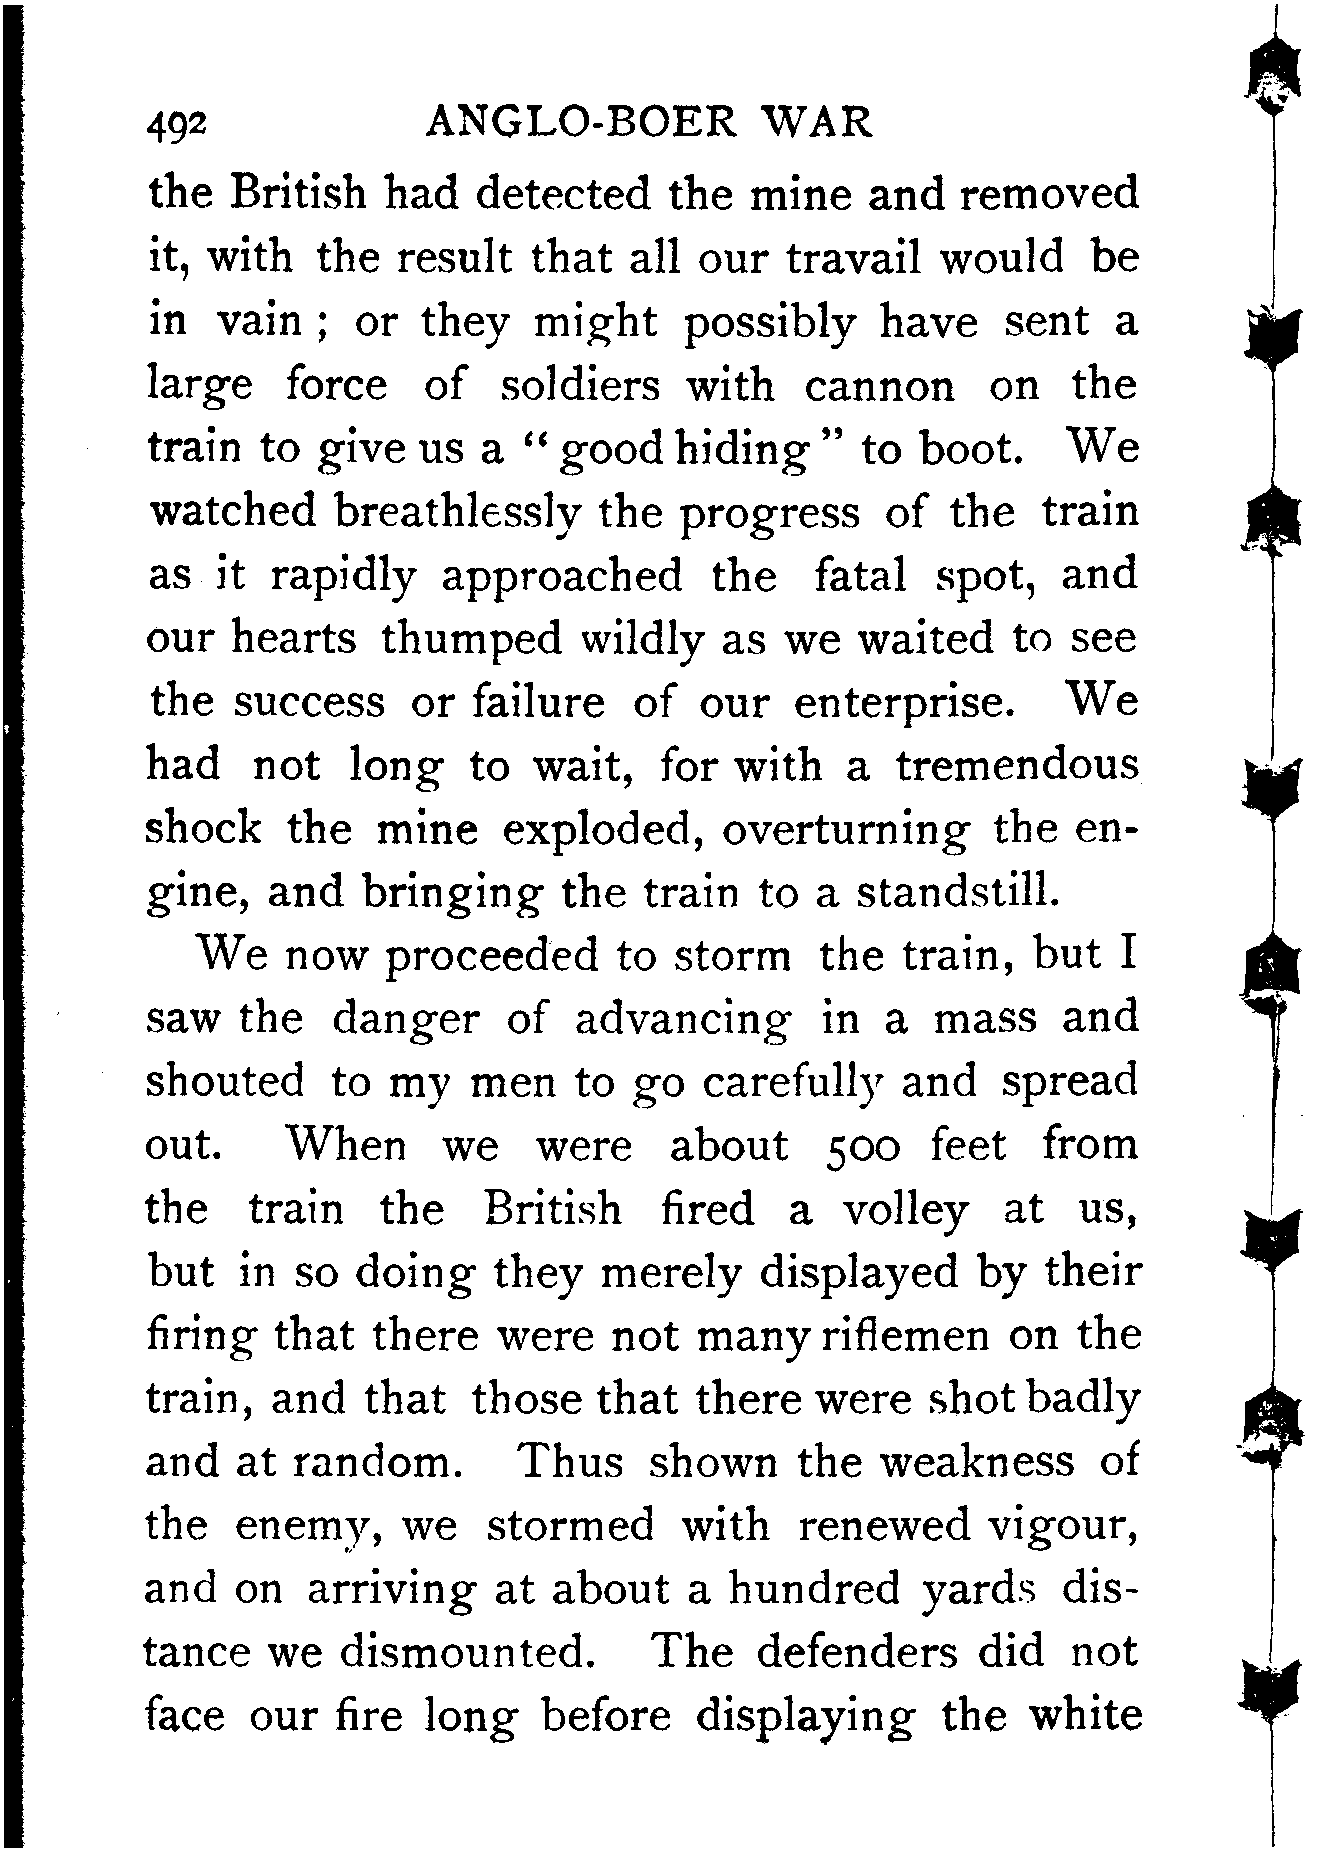 492 ANGLO-BOER WAR
the British had detected the mine and removed
it, with the result that all our travail would be
in vain ; or they might possibly have sent a
large force of soldiers with cannon on the
train to give us a “ good hiding ” to boot. We
watched breathlessly the progress of the train
as it rapidly approached the fatal spot, and
our hearts thumped wildly as we waited to see
the success or failure of our enterprise. We
had not long to wait, for with a tremendous
shock the mine exploded, overturning the en-
gine, and bringing the train to a standstill.
We now proceeded to storm the train, but I
saw the danger of advancing in a mass and
shouted to my men to go carefully and spread
out. When we were about 500 feet from
the train the British fired a volley at us,
but in so doing they merely displayed by their
firing that there were not many riflemen on the
train, and that those that there were shot badly
and at random. Thus shown the weakness of
the enemy, we stormed with renewed vigour,
and on arriving at about a hundred yards dis-
tance we dismounted. The defenders did not
face our fire long before displaying the white